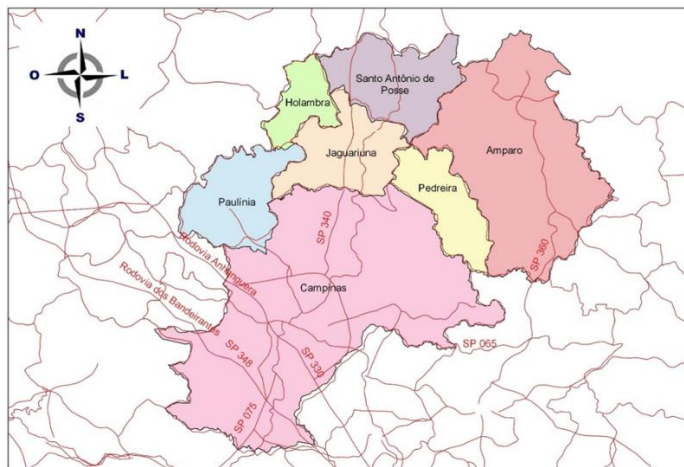 N
O
L
S
Santo Antônio de
Posse
Holambra
Jaguariuna
Amparo
Pedreira
Paulínia
SP 340
Rodovia Anhanguera
SP 360
Rodovia dos Bandeirantes
Campinas
SP 348
SP 330
SP 065
SP 075